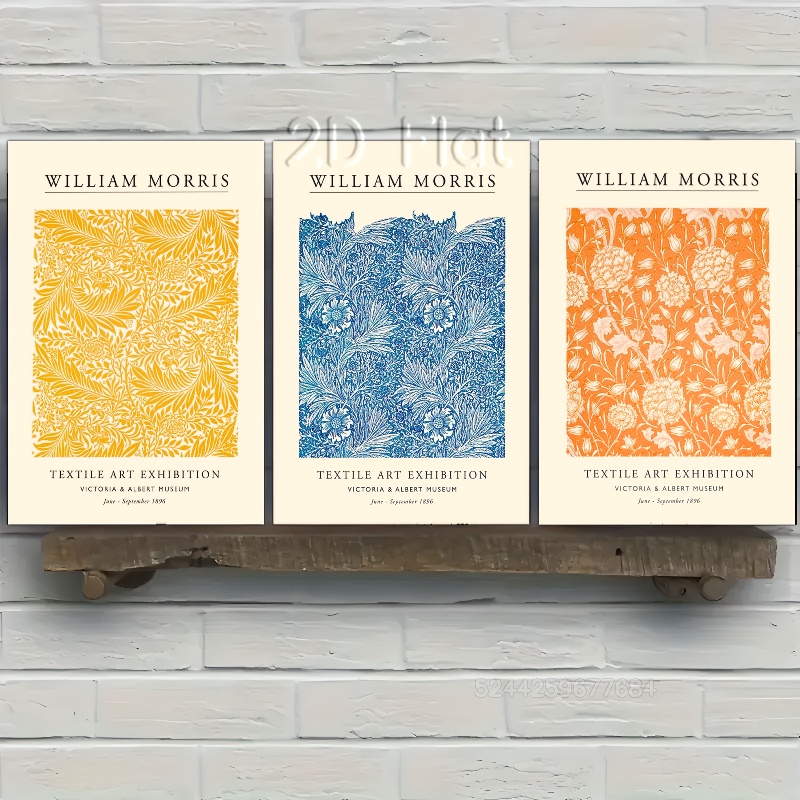 2D Flat
WILLIAM MORRIS
TEXTILE ART EXHIBITION
VICTORIA & ALBERT MUSEUM
June - September 1896
WILLIAM MORRIS
TEXTILE ART EXHIBITION
VICTORIA & ALBERT MUSEUM
June - September 1896
WILLIAM MORRIS
TEXTILE ART EXHIBITION
VICTORIA & ALBERT MUSEUM
June - September 1896
5244259677684